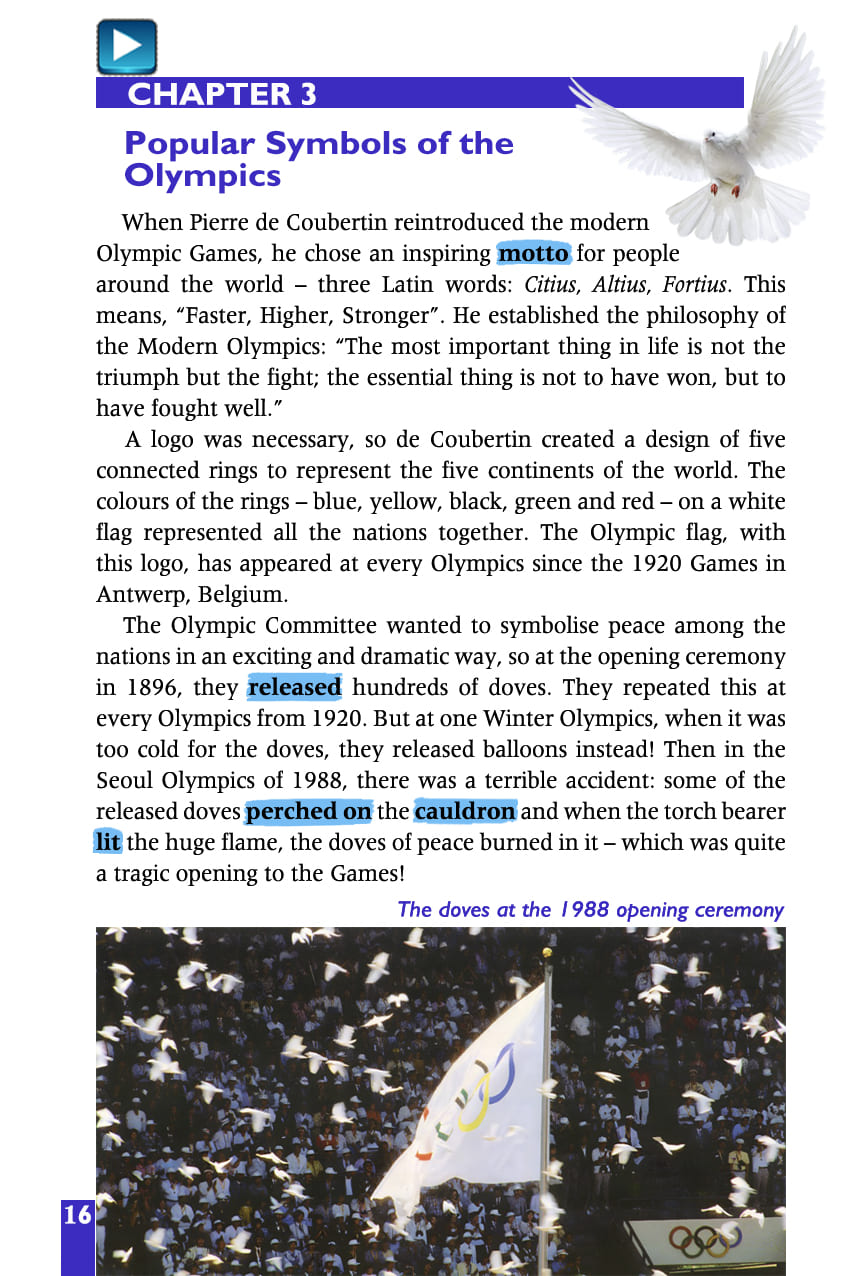 CHAPTER 3
Popular Symbols of the
Olympics
When Pierre de Coubertin reintroduced the modern
Olympic Games, he chose an inspiring motto for people
around the world – three Latin words: Citius, Altius, Fortius. This
means, “Faster, Higher, Stronger”. He established the philosophy of
the Modern Olympics: “The most important thing in life is not the
triumph but the fight; the essential thing is not to have won, but to
have fought well.”
A logo was necessary, so de Coubertin created a design of five
connected rings to represent the five continents of the world. The
colours of the rings – blue, yellow, black, green and red – on a white
flag represented all the nations together. The Olympic flag, with
this logo, has appeared at every Olympics since the 1920 Games in
Antwerp, Belgium.
The Olympic Committee wanted to symbolise peace among the
nations in an exciting and dramatic way, so at the opening ceremony
in 1896, they released hundreds of doves. They repeated this at
every Olympics from 1920. But at one Winter Olympics, when it was
too cold for the doves, they released balloons instead! Then in the
Seoul Olympics of 1988, there was a terrible accident: some of the
released doves perched on the cauldron and when the torch bearer
lit the huge flame, the doves of peace burned in it – which was quite
a tragic opening to the Games!
The doves at the 1988 opening ceremony
16